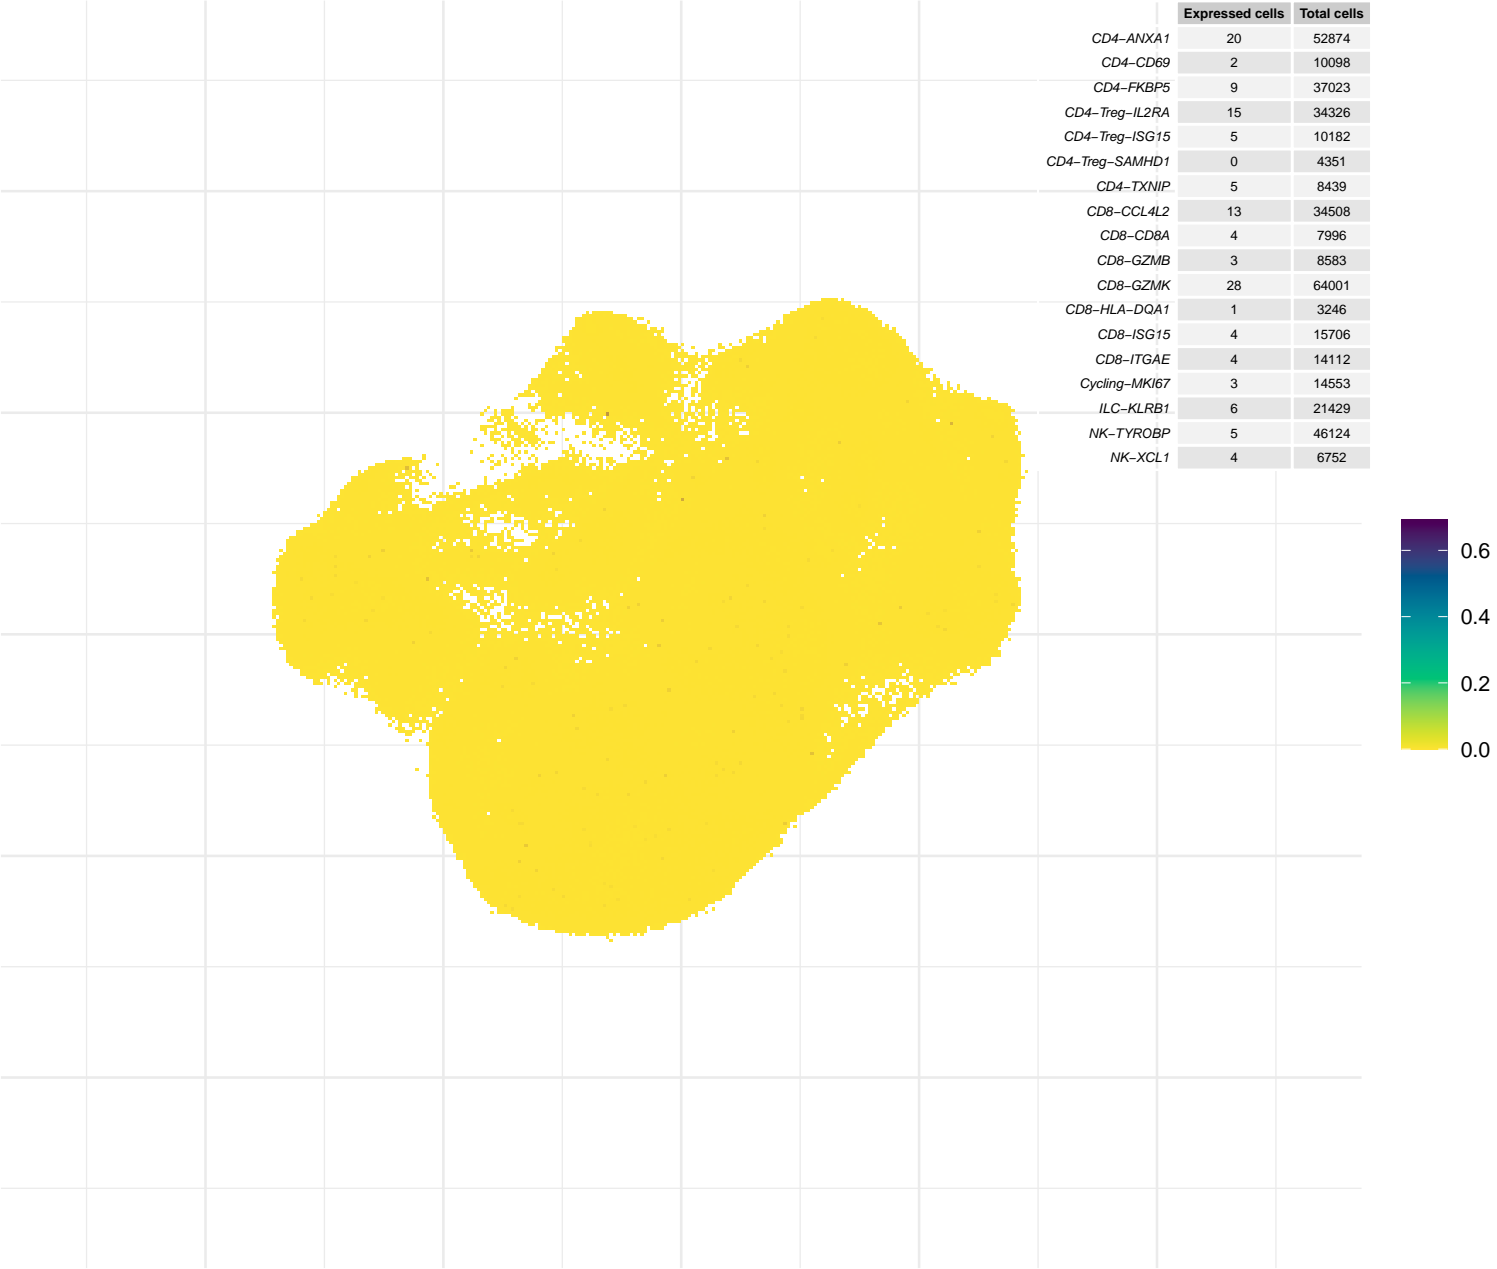 Expressed cells Total cells
CD4−ANXA1 20 52874
CD4−CD69 2 10098
CD4−FKBP5 9 37023
CD4−Treg−IL2RA 15 34326
CD4−Treg−ISG15 5 10182
CD4−Treg−SAMHD1 0 4351
CD4−TXNIP 5 8439
CD8−CCL4L2 13 34508
CD8−CD8A 4 7996
CD8−GZMB 3 8583
CD8−GZMK 28 64001
CD8−HLA−DQA1 1 3246
CD8−ISG15 4 15706
CD8−ITGAE 4 14112
Cycling−MKI67 3 14553
ILC−KLRB1 6 21429
NK−TYROBP 5 46124
NK−XCL1 4 6752
0.6
0.4
0.2
0.0